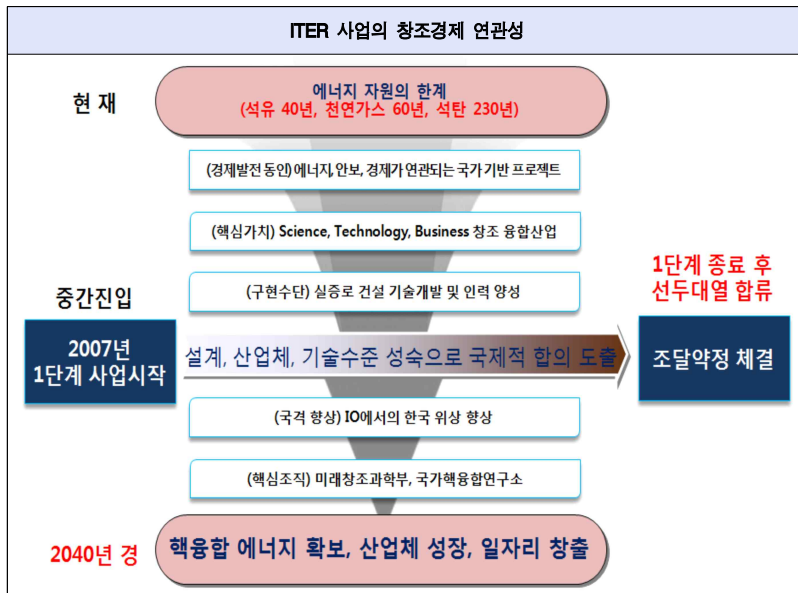 ITER 사업의 창조경제 연관성
현 재
에너지 자원의 한계
(석유 40년, 천연가스 60년, 석탄 230년)
(경제발전 동인) 에너지, 안보, 경제가 연관되는 국가 기반 프로젝트
(핵심가치) Science, Technology, Business 창조 융합산업
(구현수단) 실증로 건설 기술개발 및 인력 양성
중간진입
2007년
1단계 사업시작
설계, 산업체, 기술수준 성숙으로 국제적 합의 도출
1단계 종료 후
선두대열 합류
조달약정 체결
(국격 향상) IO에서의 한국 위상 향상
(핵심조직) 미래창조과학부, 국가핵융합연구소
2040년 경
핵융합 에너지 확보, 산업체 성장, 일자리 창출